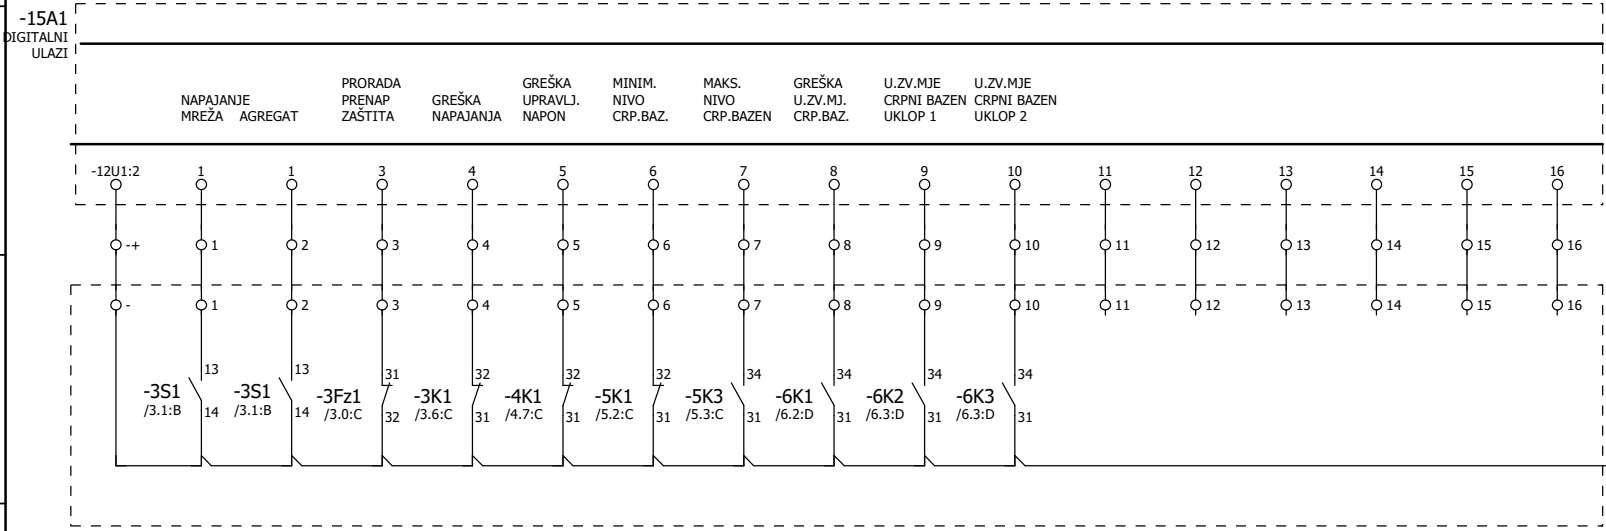 -15A1
DIGITALNI
ULAZI
NAPAJANJE
MREŽA AGREGAT
PRORADA
PRENAP
ZAŠTITA
GREŠKA
NAPAJANJA
GREŠKA
UPRAVLJ.
NAPON
MINIM.
NIVO
CRP.BAZ.
MAKS.
NIVO
CRP.BAZEN
GREŠKA
U.ZV.MJ.
CRP.BAZ.
U.ZV.MJE
CRPNI BAZEN
UKLOP 1
U.ZV.MJE
CRPNI BAZEN
UKLOP 2
-12U1:2 1 1 3 4 5 6 7 8 9 10 11 12 13 14 15 16
-+ 1 2 3 4 5 6 7 8 9 10 11 12 13 14 15 16
- 1 2 3 4 5 6 7 8 9 10 11 12 13 14 15 16
13 13 31 32 32 32 34 34 34 34
-3S1 -3S1 -3Fz1 -3K1 -4K1 -5K1 -5K3 -6K1 -6K2 -6K3
/3.1:B /3.1:B /3.0:C /3.6:C /4.7:C /5.2:C /5.3:C /6.2:D /6.3:D /6.3:D
14 14 32 31 31 31 31 31 31 31